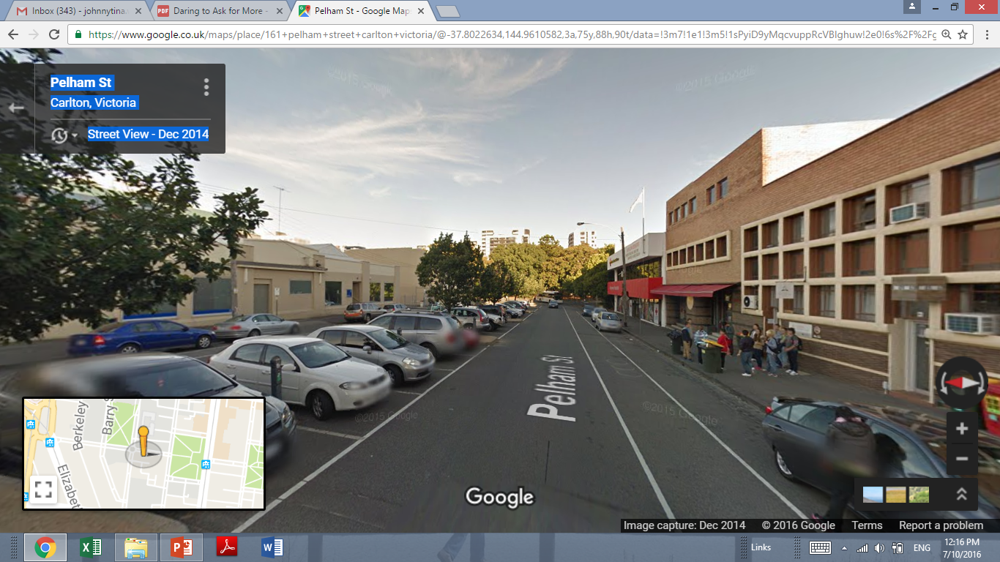 Inbox (343) - johnnytina
Daring to Ask for More -
Pelham St - Google Maps
https://www.google.co.uk/maps/place/161+pelham+street+carlton+victoria/@-37.8022634,144.9610582,3a,75y,88h,90t/data=!3m7!1e1!3m5!1sPyiD9yMqcvuppRcVBIghuw!2e0!6s%2F%2Fg
Pelham St
Carlton, Victoria
Street View - Dec 2014
©2015 Google
©2015 Google
Pelham St
©2015 Google
©2015 Google
Berkeley
Barry S
Elizabet
Google
Image capture: Dec 2014 © 2016 Google Terms Report a problem
Links
ENG
12:16 PM
7/10/2016